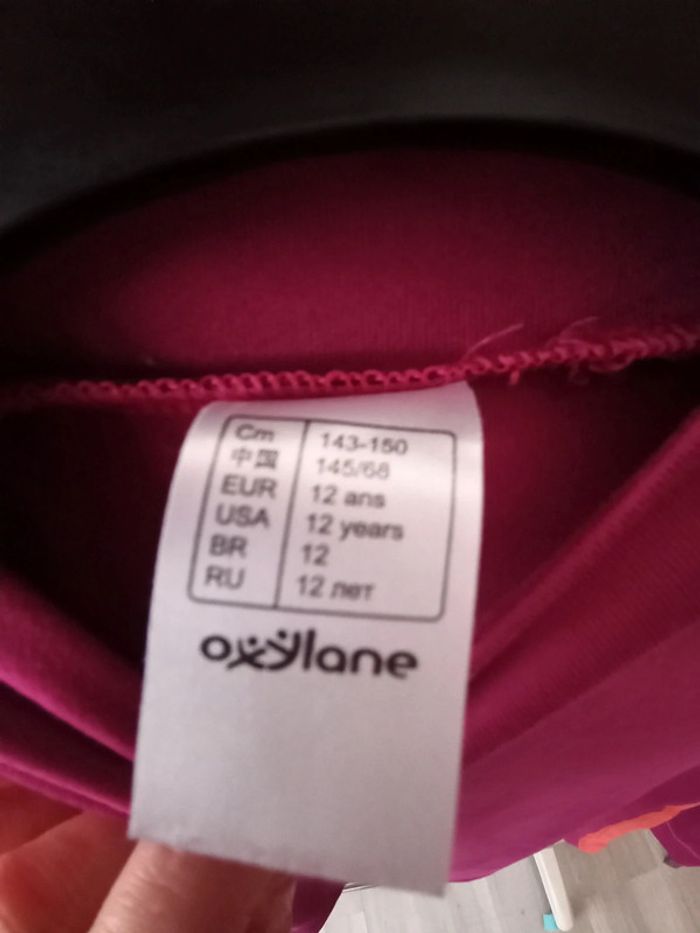 Cm 143-150
中国 145/68
EUR 12 ans
USA 12 years
BR 12
RU 12 лет
oxylane